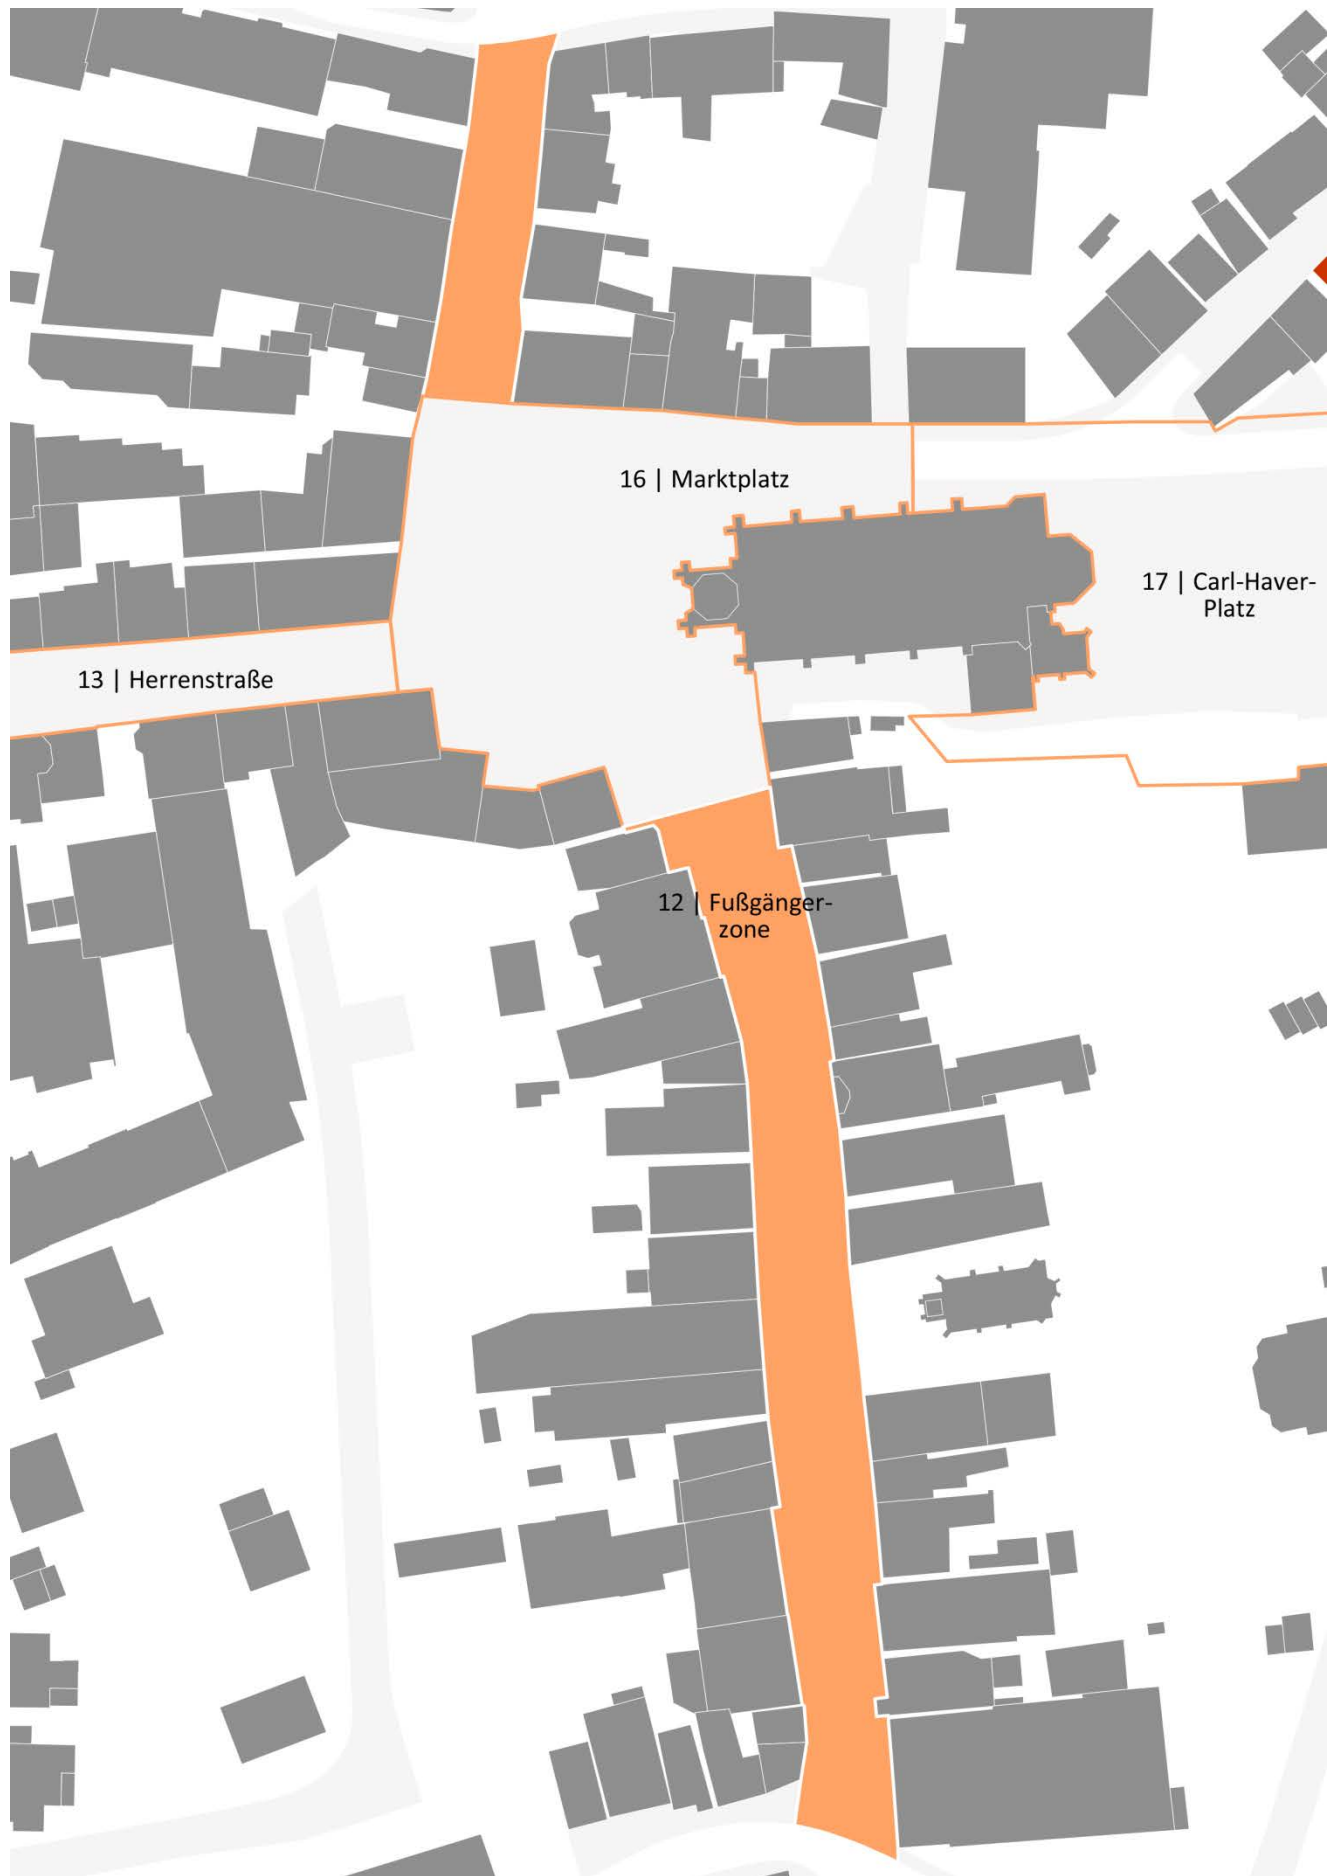 16 | Marktplatz
17 | Carl-Haver-
Platz
13 | Herrenstraße
12 | Fußgänger-
zone